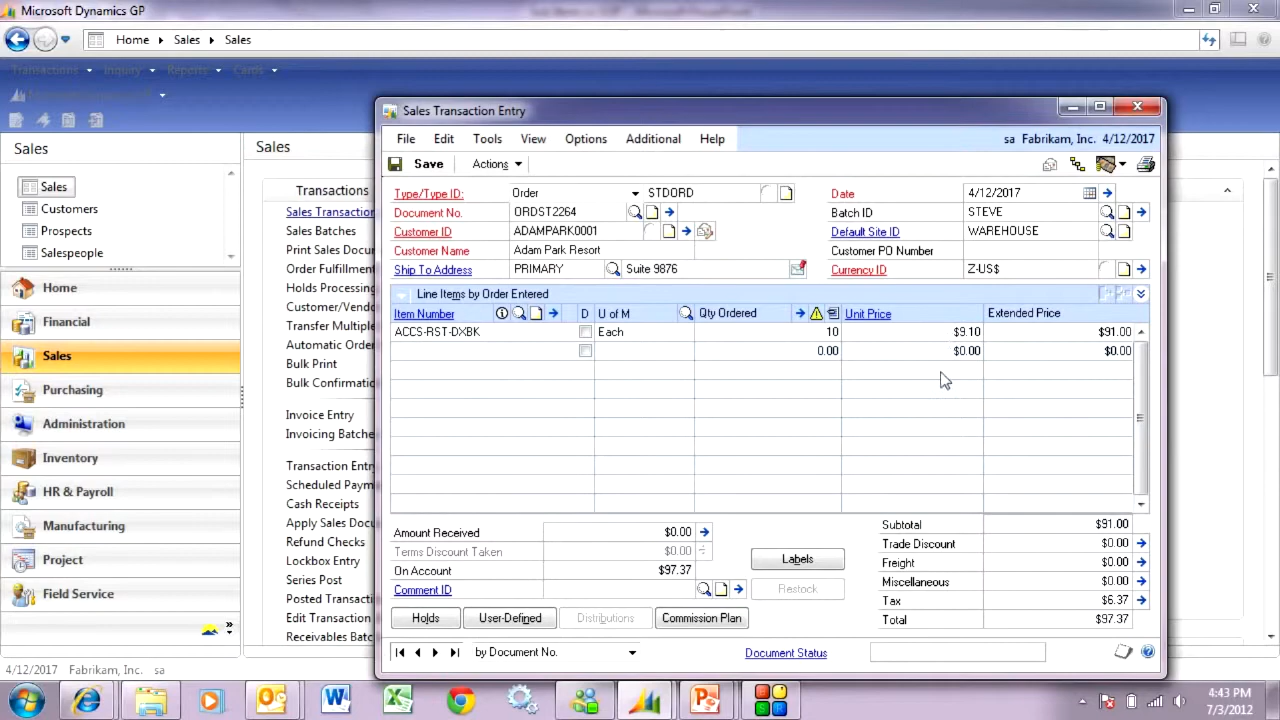 Microsoft Dynamics GP
Home Sales Sales
Transactions Inquiry Reports Cards
Sales
Sales
Customers
Prospects
Salespeople
Home
Financial
Sales
Purchasing
Administration
Inventory
HR & Payroll
Manufacturing
Project
Field Service
4/12/2017 Fabrikam, Inc. sa
Sales
Transactions
Sales Transaction
Sales Batches
Print Sales Docu
Order Fulfillment
Holds Processing
Customer/Vendo
Transfer Multiple
Automatic Order
Bulk Print
Bulk Confirmatio
Invoice Entry
Invoicing Batche
Transaction Entr
Scheduled Paym
Cash Receipts
Apply Sales Docu
Refund Checks
Lockbox Entry
Series Post
Posted Transactio
Edit Transaction
Receivables Batc
Sales Transaction Entry
File Edit Tools View Options Additional Help sa Fabrikam, Inc. 4/12/2017
Save Actions
Type/Type ID: Order STDORD Date 4/12/2017
Document No. ORDST2264 Batch ID STEVE
Customer ID ADAMPARK0001 Default Site ID WAREHOUSE
Customer Name Adam Park Resort Customer PO Number
Ship To Address PRIMARY Suite 9876 Currency ID Z-US$
Line Items by Order Entered
Item Number D U of M Qty Ordered Unit Price Extended Price
ACCS-RST-DXBK Each 10 $9.10 $91.00
0.00 $0.00 $0.00
Amount Received $0.00
Terms Discount Taken $0.00
On Account $97.37
Comment ID
Labels
Restock
Subtotal $91.00
Trade Discount $0.00
Freight $0.00
Miscellaneous $0.00
Tax $6.37
Total $97.37
Holds User-Defined Distributions Commission Plan
by Document No. Document Status
4:43 PM
7/3/2012